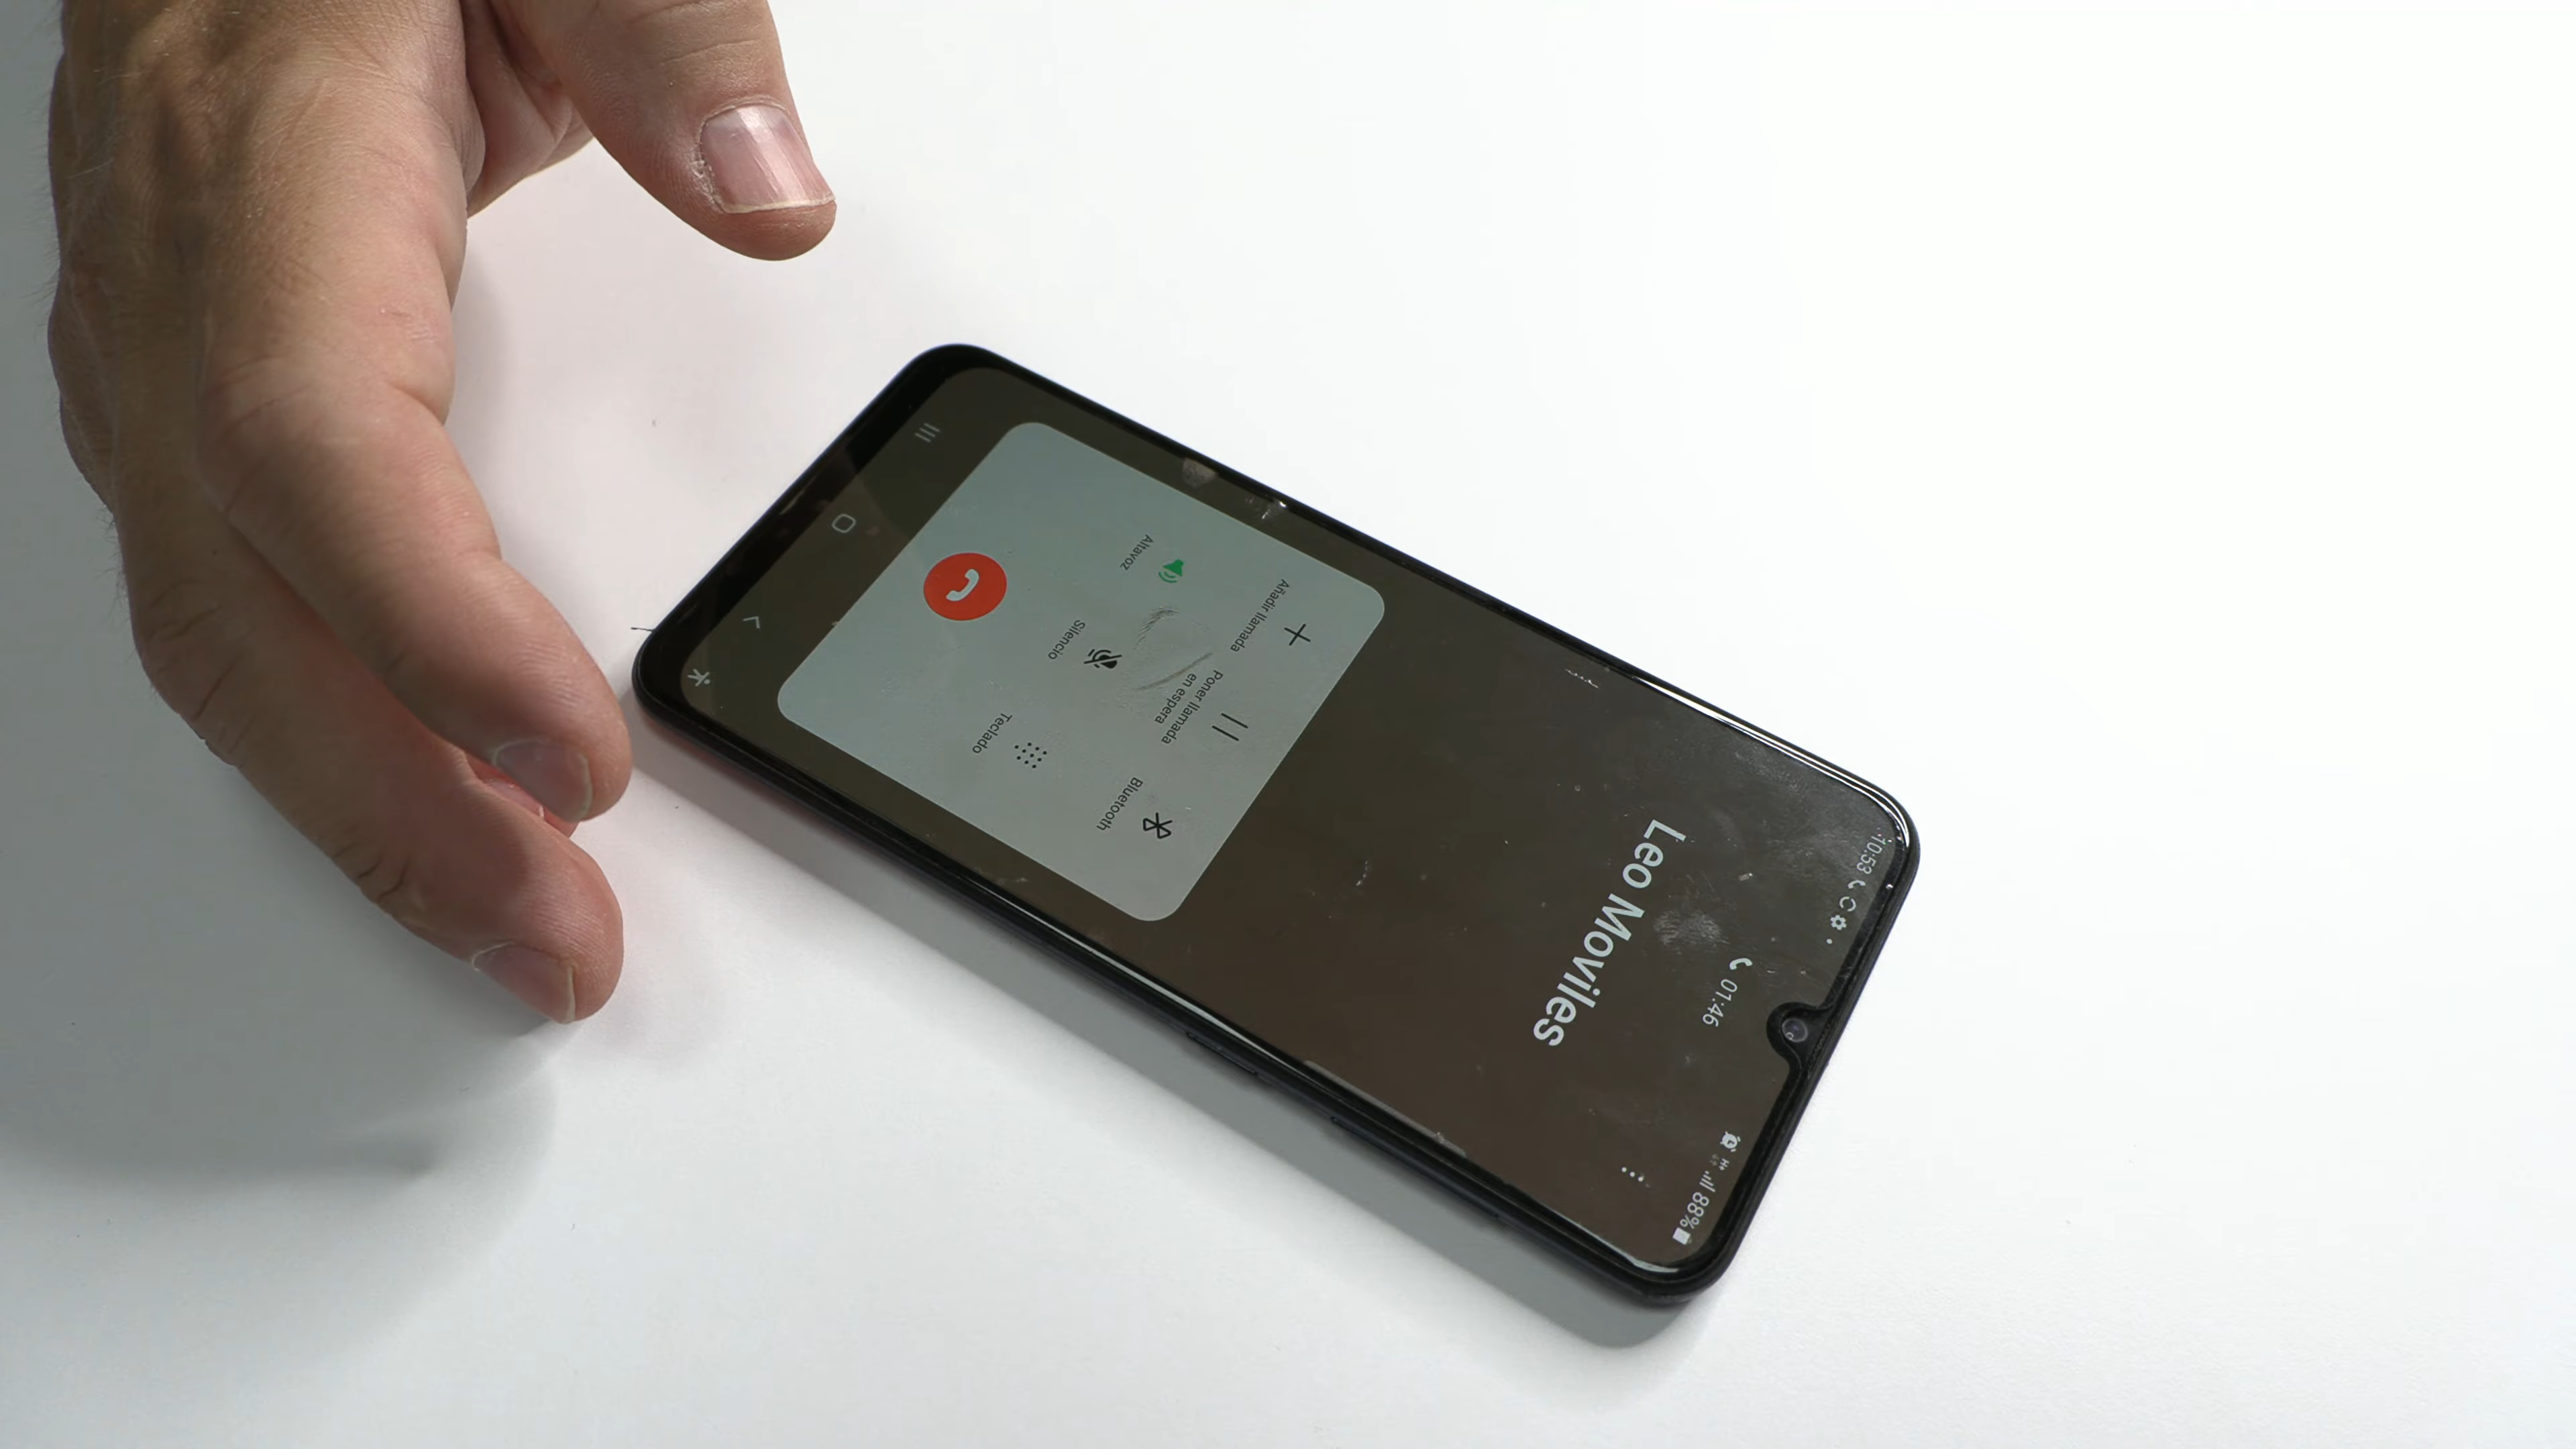 10:53
88%
01:46
Leo Moviles
Añadir llamada
Poner llamada
en espera
Bluetooth
Altavoz
Silencio
Teclado